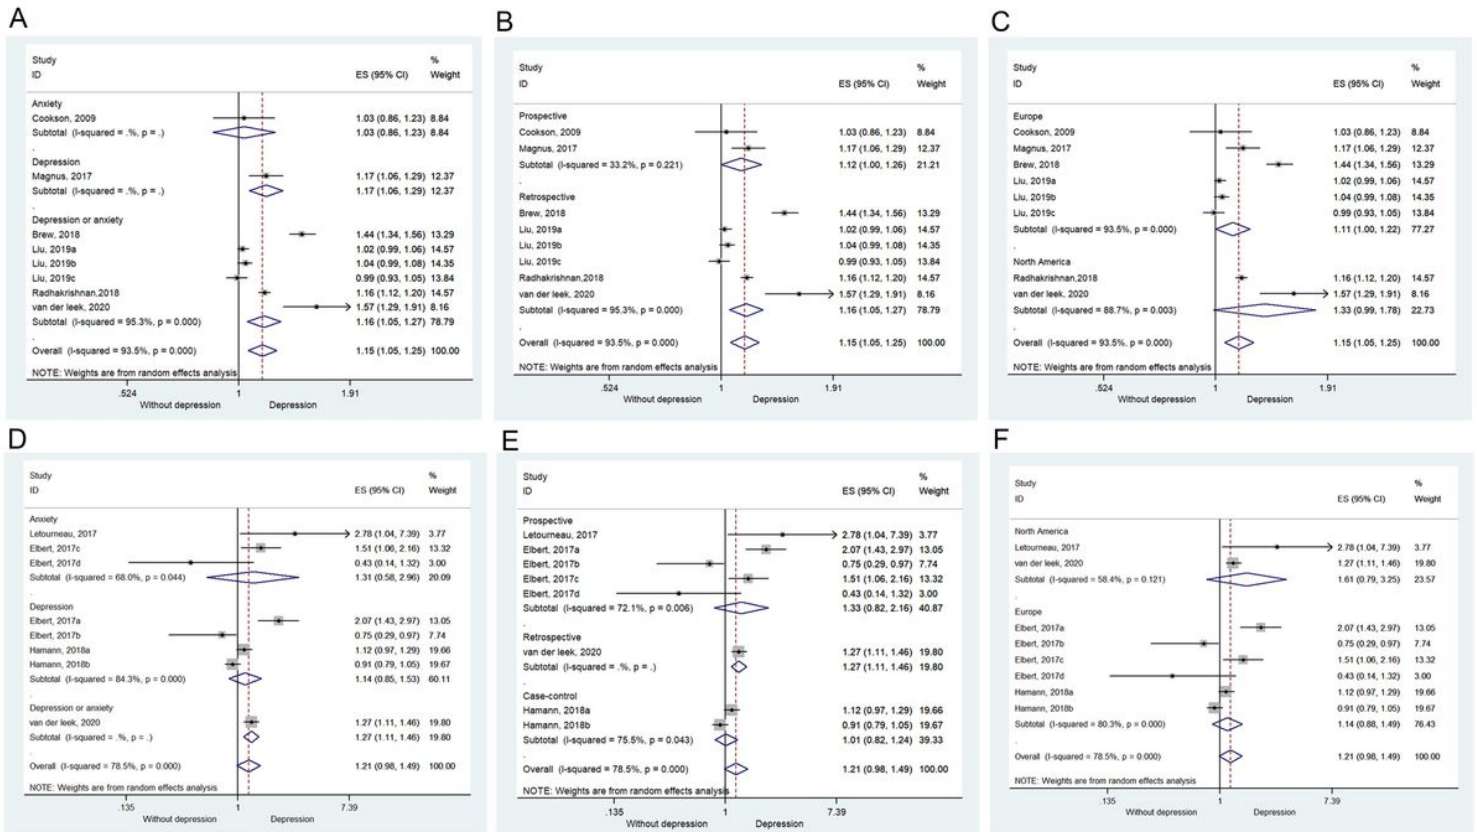 A
Study %
ID ES (95% CI) Weight
Anxiety
Cookson, 2009 1.03 (0.86, 1.23) 8.84
Subtotal (I-squared = .%, p = .) 1.03 (0.86, 1.23) 8.84
.
Depression
Magnus, 2017 1.17 (1.06, 1.29) 12.37
Subtotal (I-squared = .%, p = .) 1.17 (1.06, 1.29) 12.37
.
Depression or anxiety
Brew, 2018 1.44 (1.34, 1.56) 13.29
Liu, 2019a 1.02 (0.99, 1.06) 14.57
Liu, 2019b 1.04 (0.99, 1.08) 14.35
Liu, 2019c 0.99 (0.93, 1.05) 13.84
Radhakrishnan,2018 1.16 (1.12, 1.20) 14.57
van der leek, 2020 1.57 (1.29, 1.91) 8.16
Subtotal (I-squared = 95.3%, p = 0.000) 1.16 (1.05, 1.27) 78.79
.
Overall (I-squared = 93.5%, p = 0.000) 1.15 (1.05, 1.25) 100.00
NOTE: Weights are from random effects analysis
.524 1 1.91
Without depression Depression
B
Study %
ID ES (95% CI) Weight
Prospective
Cookson, 2009 1.03 (0.86, 1.23) 8.84
Magnus, 2017 1.17 (1.06, 1.29) 12.37
Subtotal (I-squared = 33.2%, p = 0.221) 1.12 (1.00, 1.26) 21.21
.
Retrospective
Brew, 2018 1.44 (1.34, 1.56) 13.29
Liu, 2019a 1.02 (0.99, 1.06) 14.57
Liu, 2019b 1.04 (0.99, 1.08) 14.35
Liu, 2019c 0.99 (0.93, 1.05) 13.84
Radhakrishnan,2018 1.16 (1.12, 1.20) 14.57
van der leek, 2020 1.57 (1.29, 1.91) 8.16
Subtotal (I-squared = 95.3%, p = 0.000) 1.16 (1.05, 1.27) 78.79
.
Overall (I-squared = 93.5%, p = 0.000) 1.15 (1.05, 1.25) 100.00
NOTE: Weights are from random effects analysis
.524 1 1.91
Without depression Depression
C
Study %
ID ES (95% CI) Weight
Europe
Cookson, 2009 1.03 (0.86, 1.23) 8.84
Magnus, 2017 1.17 (1.06, 1.29) 12.37
Brew, 2018 1.44 (1.34, 1.56) 13.29
Liu, 2019a 1.02 (0.99, 1.06) 14.57
Liu, 2019b 1.04 (0.99, 1.08) 14.35
Liu, 2019c 0.99 (0.93, 1.05) 13.84
Subtotal (I-squared = 93.5%, p = 0.000) 1.11 (1.00, 1.22) 77.27
.
North America
Radhakrishnan,2018 1.16 (1.12, 1.20) 14.57
van der leek, 2020 1.57 (1.29, 1.91) 8.16
Subtotal (I-squared = 88.7%, p = 0.003) 1.33 (0.99, 1.78) 22.73
.
Overall (I-squared = 93.5%, p = 0.000) 1.15 (1.05, 1.25) 100.00
NOTE: Weights are from random effects analysis
.524 1 1.91
Without depression Depression
D
Study %
ID ES (95% CI) Weight
Anxiety
Letourneau, 2017 2.78 (1.04, 7.39) 3.77
Elbert, 2017c 1.51 (1.06, 2.16) 13.32
Elbert, 2017d 0.43 (0.14, 1.32) 3.00
Subtotal (I-squared = 68.0%, p = 0.044) 1.31 (0.58, 2.96) 20.09
.
Depression
Elbert, 2017a 2.07 (1.43, 2.97) 13.05
Elbert, 2017b 0.75 (0.29, 0.97) 7.74
Hamann, 2018a 1.12 (0.97, 1.29) 19.66
Hamann, 2018b 0.91 (0.79, 1.05) 19.67
Subtotal (I-squared = 84.3%, p = 0.000) 1.14 (0.85, 1.53) 60.11
.
Depression or anxiety
van der leek, 2020 1.27 (1.11, 1.46) 19.80
Subtotal (I-squared = .%, p = .) 1.27 (1.11, 1.46) 19.80
.
Overall (I-squared = 78.5%, p = 0.000) 1.21 (0.98, 1.49) 100.00
NOTE: Weights are from random effects analysis
.135 1 7.39
Without depression Depression
E
Study %
ID ES (95% CI) Weight
Prospective
Letourneau, 2017 2.78 (1.04, 7.39) 3.77
Elbert, 2017a 2.07 (1.43, 2.97) 13.05
Elbert, 2017b 0.75 (0.29, 0.97) 7.74
Elbert, 2017c 1.51 (1.06, 2.16) 13.32
Elbert, 2017d 0.43 (0.14, 1.32) 3.00
Subtotal (I-squared = 72.1%, p = 0.006) 1.33 (0.82, 2.16) 40.87
.
Retrospective
van der leek, 2020 1.27 (1.11, 1.46) 19.80
Subtotal (I-squared = .%, p = .) 1.27 (1.11, 1.46) 19.80
.
Case-control
Hamann, 2018a 1.12 (0.97, 1.29) 19.66
Hamann, 2018b 0.91 (0.79, 1.05) 19.67
Subtotal (I-squared = 75.5%, p = 0.043) 1.01 (0.82, 1.24) 39.33
.
Overall (I-squared = 78.5%, p = 0.000) 1.21 (0.98, 1.49) 100.00
NOTE: Weights are from random effects analysis
.135 1 7.39
Without depression Depression
F
Study %
ID ES (95% CI) Weight
North America
Letourneau, 2017 2.78 (1.04, 7.39) 3.77
van der leek, 2020 1.27 (1.11, 1.46) 19.80
Subtotal (I-squared = 58.4%, p = 0.121) 1.61 (0.79, 3.25) 23.57
.
Europe
Elbert, 2017a 2.07 (1.43, 2.97) 13.05
Elbert, 2017b 0.75 (0.29, 0.97) 7.74
Elbert, 2017c 1.51 (1.06, 2.16) 13.32
Elbert, 2017d 0.43 (0.14, 1.32) 3.00
Hamann, 2018a 1.12 (0.97, 1.29) 19.66
Hamann, 2018b 0.91 (0.79, 1.05) 19.67
Subtotal (I-squared = 80.3%, p = 0.000) 1.14 (0.88, 1.49) 76.43
.
Overall (I-squared = 78.5%, p = 0.000) 1.21 (0.98, 1.49) 100.00
NOTE: Weights are from random effects analysis
.135 1 7.39
Without depression Depression